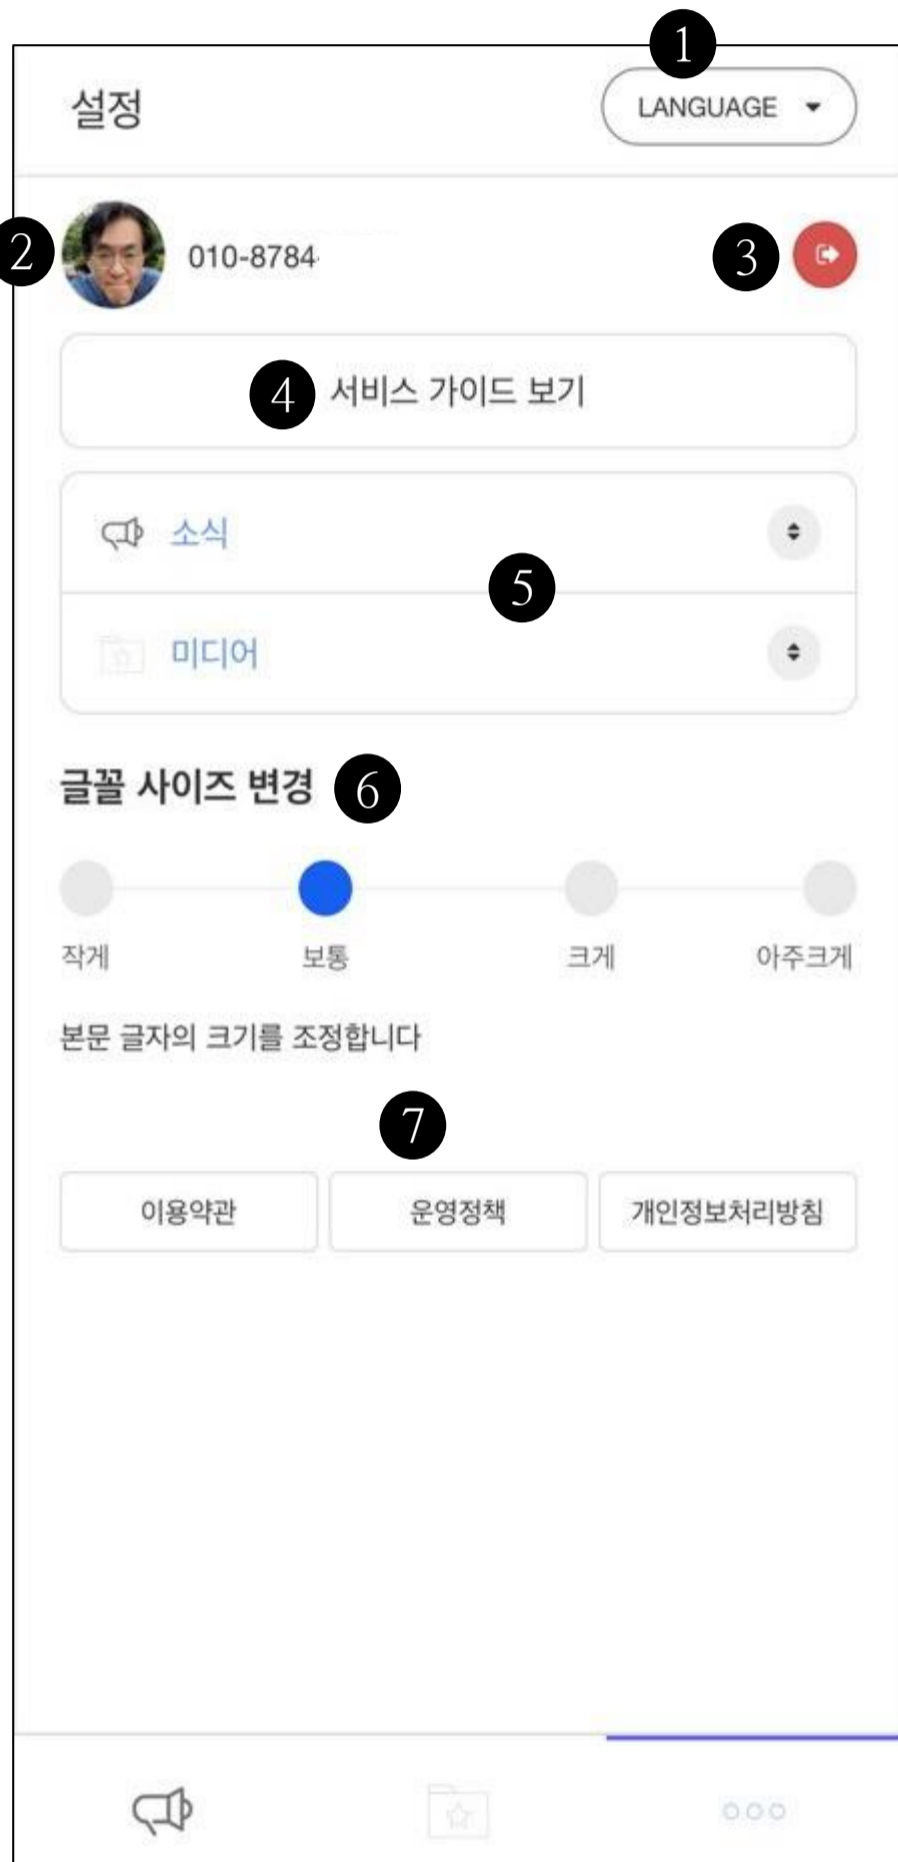 1
설정
LANGUAGE
2
010-8784-
3
4 서비스 가이드 보기
소식
5
미디어
글꼴 사이즈 변경 6
작게 보통 크게 아주크게
본문 글자의 크기를 조정합니다
7
이용약관 운영정책 개인정보처리방침